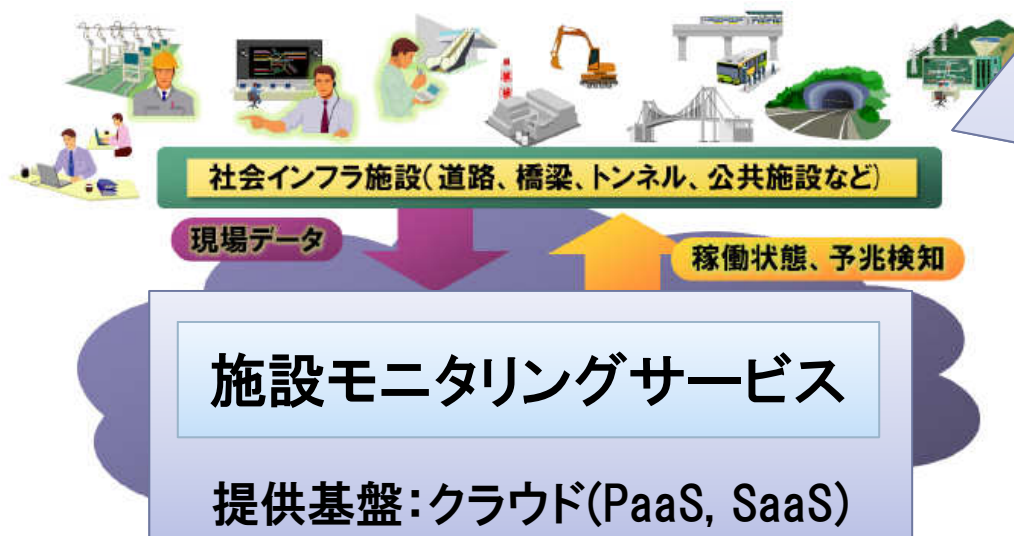 社会インフラ施設(道路、橋梁、トンネル、公共施設など)
現場データ
稼働状態、予兆検知
施設モニタリングサービス
提供基盤:クラウド(PaaS, SaaS)